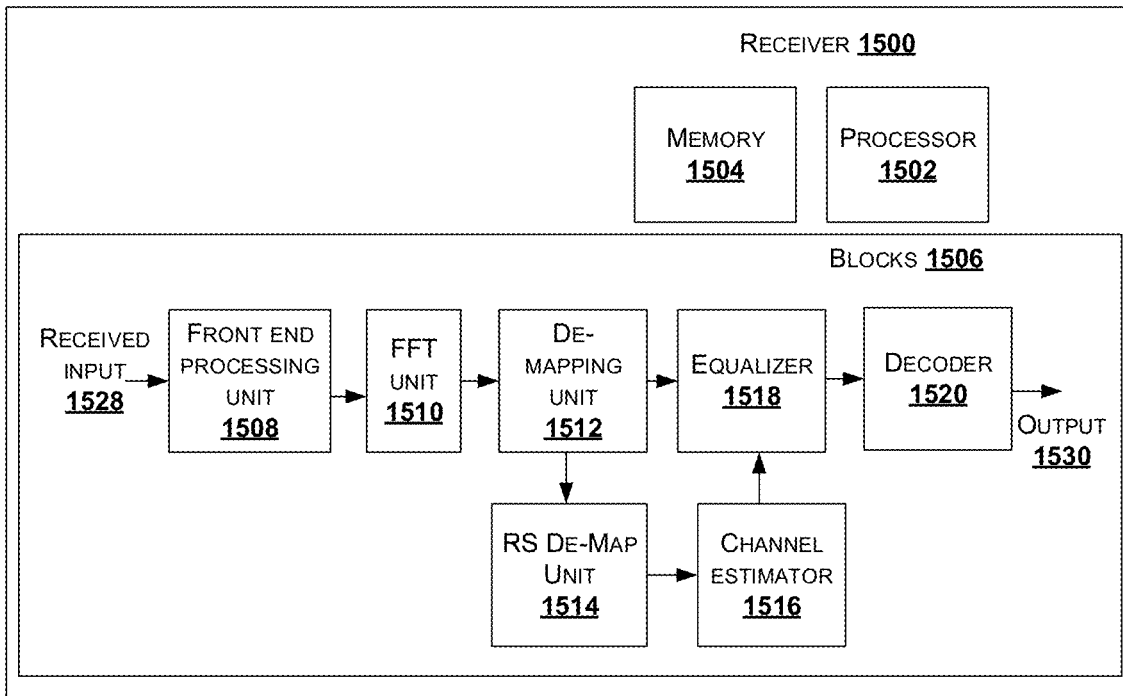 RECEIVER 1500
MEMORY
1504
PROCESSOR
1502
BLOCKS 1506
RECEIVED
INPUT
1528
FRONT END
PROCESSING
UNIT
1508
FFT
UNIT
1510
DE-
MAPPING
UNIT
1512
EQUALIZER
1518
DECODER
1520
OUTPUT
1530
RS DE-MAP
UNIT
1514
CHANNEL
ESTIMATOR
1516